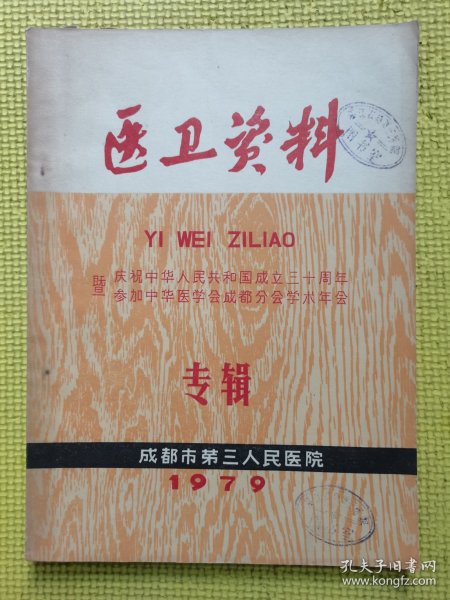 医卫资料
YI WEI ZILIAO
庆祝中华人民共和国成立三十周年
暨
参加中华医学会成都分会学术年会
专辑
成都市第三人民医院
1979
孔夫子旧书网
www.kongfz.com